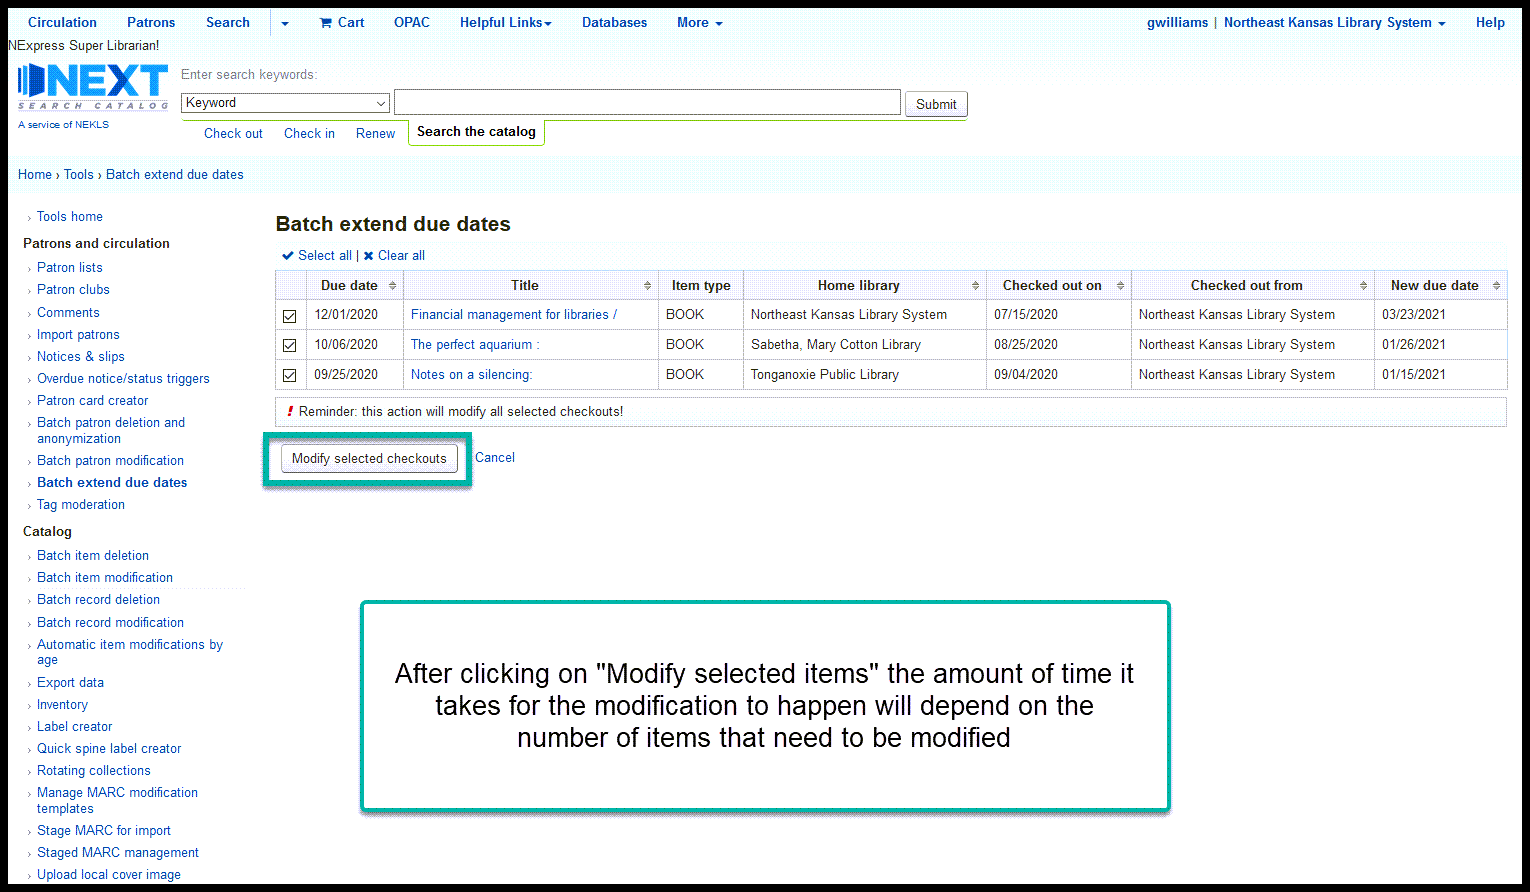 Circulation Patrons Search Cart OPAC Helpful Links More Databases gwilliams | Northeast Kansas Library System Help
NExpress Super Librarian!
NEXT
SEARCH CATALOG
A service of NEKLS
Enter search keywords:
Keyword Submit
Check out Check in Renew Search the catalog
Home › Tools › Batch extend due dates
› Tools home
Patrons and circulation
› Patron lists
› Patron clubs
› Comments
› Import patrons
› Notices & slips
› Overdue notice/status triggers
› Patron card creator
› Batch patron deletion and
anonymization
› Batch patron modification
› Batch extend due dates
› Tag moderation
Catalog
› Batch item deletion
› Batch item modification
› Batch record deletion
› Batch record modification
› Automatic item modifications by
age
› Export data
› Inventory
› Label creator
› Quick spine label creator
› Rotating collections
› Manage MARC modification
templates
› Stage MARC for import
› Staged MARC management
› Upload local cover image
Batch extend due dates
Select all | Clear all
Due date Title Item type Home library Checked out on Checked out from New due date
12/01/2020 Financial management for libraries / BOOK Northeast Kansas Library System 07/15/2020 Northeast Kansas Library System 03/23/2021
10/06/2020 The perfect aquarium : BOOK Sabetha, Mary Cotton Library 08/25/2020 Northeast Kansas Library System 01/26/2021
09/25/2020 Notes on a silencing: BOOK Tonganoxie Public Library 09/04/2020 Northeast Kansas Library System 01/15/2021
! Reminder: this action will modify all selected checkouts!
Modify selected checkouts Cancel
After clicking on "Modify selected items" the amount of time it
takes for the modification to happen will depend on the
number of items that need to be modified